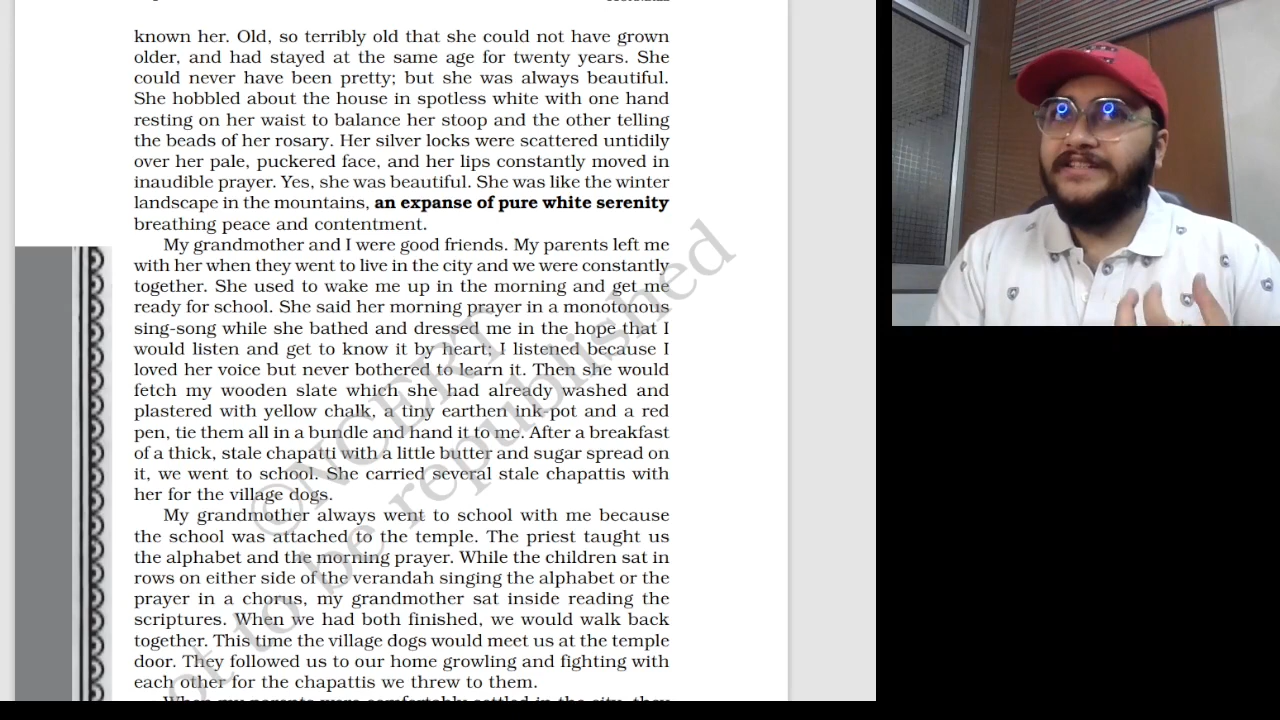 known her. Old, so terribly old that she could not have grown
older, and had stayed at the same age for twenty years. She
could never have been pretty; but she was always beautiful.
She hobbled about the house in spotless white with one hand
resting on her waist to balance her stoop and the other telling
the beads of her rosary. Her silver locks were scattered untidily
over her pale, puckered face, and her lips constantly moved in
inaudible prayer. Yes, she was beautiful. She was like the winter
landscape in the mountains, an expanse of pure white serenity
breathing peace and contentment.
My grandmother and I were good friends. My parents left me
with her when they went to live in the city and we were constantly
together. She used to wake me up in the morning and get me
ready for school. She said her morning prayer in a monotonous
sing-song while she bathed and dressed me in the hope that I
would listen and get to know it by heart; I listened because I
loved her voice but never bothered to learn it. Then she would
fetch my wooden slate which she had already washed and
plastered with yellow chalk, a tiny earthen ink-pot and a red
pen, tie them all in a bundle and hand it to me. After a breakfast
of a thick, stale chapatti with a little butter and sugar spread on
it, we went to school. She carried several stale chapattis with
her for the village dogs.
My grandmother always went to school with me because
the school was attached to the temple. The priest taught us
the alphabet and the morning prayer. While the children sat in
rows on either side of the verandah singing the alphabet or the
prayer in a chorus, my grandmother sat inside reading the
scriptures. When we had both finished, we would walk back
together. This time the village dogs would meet us at the temple
door. They followed us to our home growling and fighting with
each other for the chapattis we threw to them.
When my parents were comfortably settled in the city, they
©NCERT
not to be republished